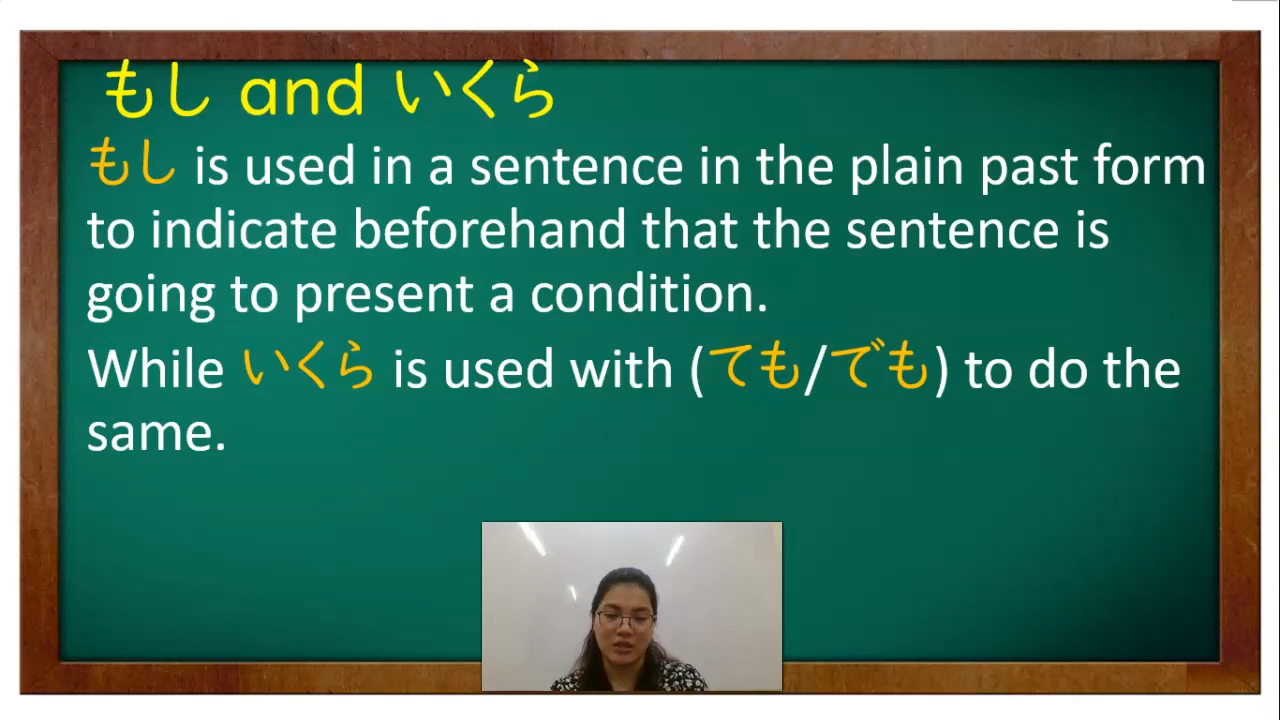 もし and いくら
もし is used in a sentence in the plain past form
to indicate beforehand that the sentence is
going to present a condition.
While いくら is used with (ても/でも) to do the
same.